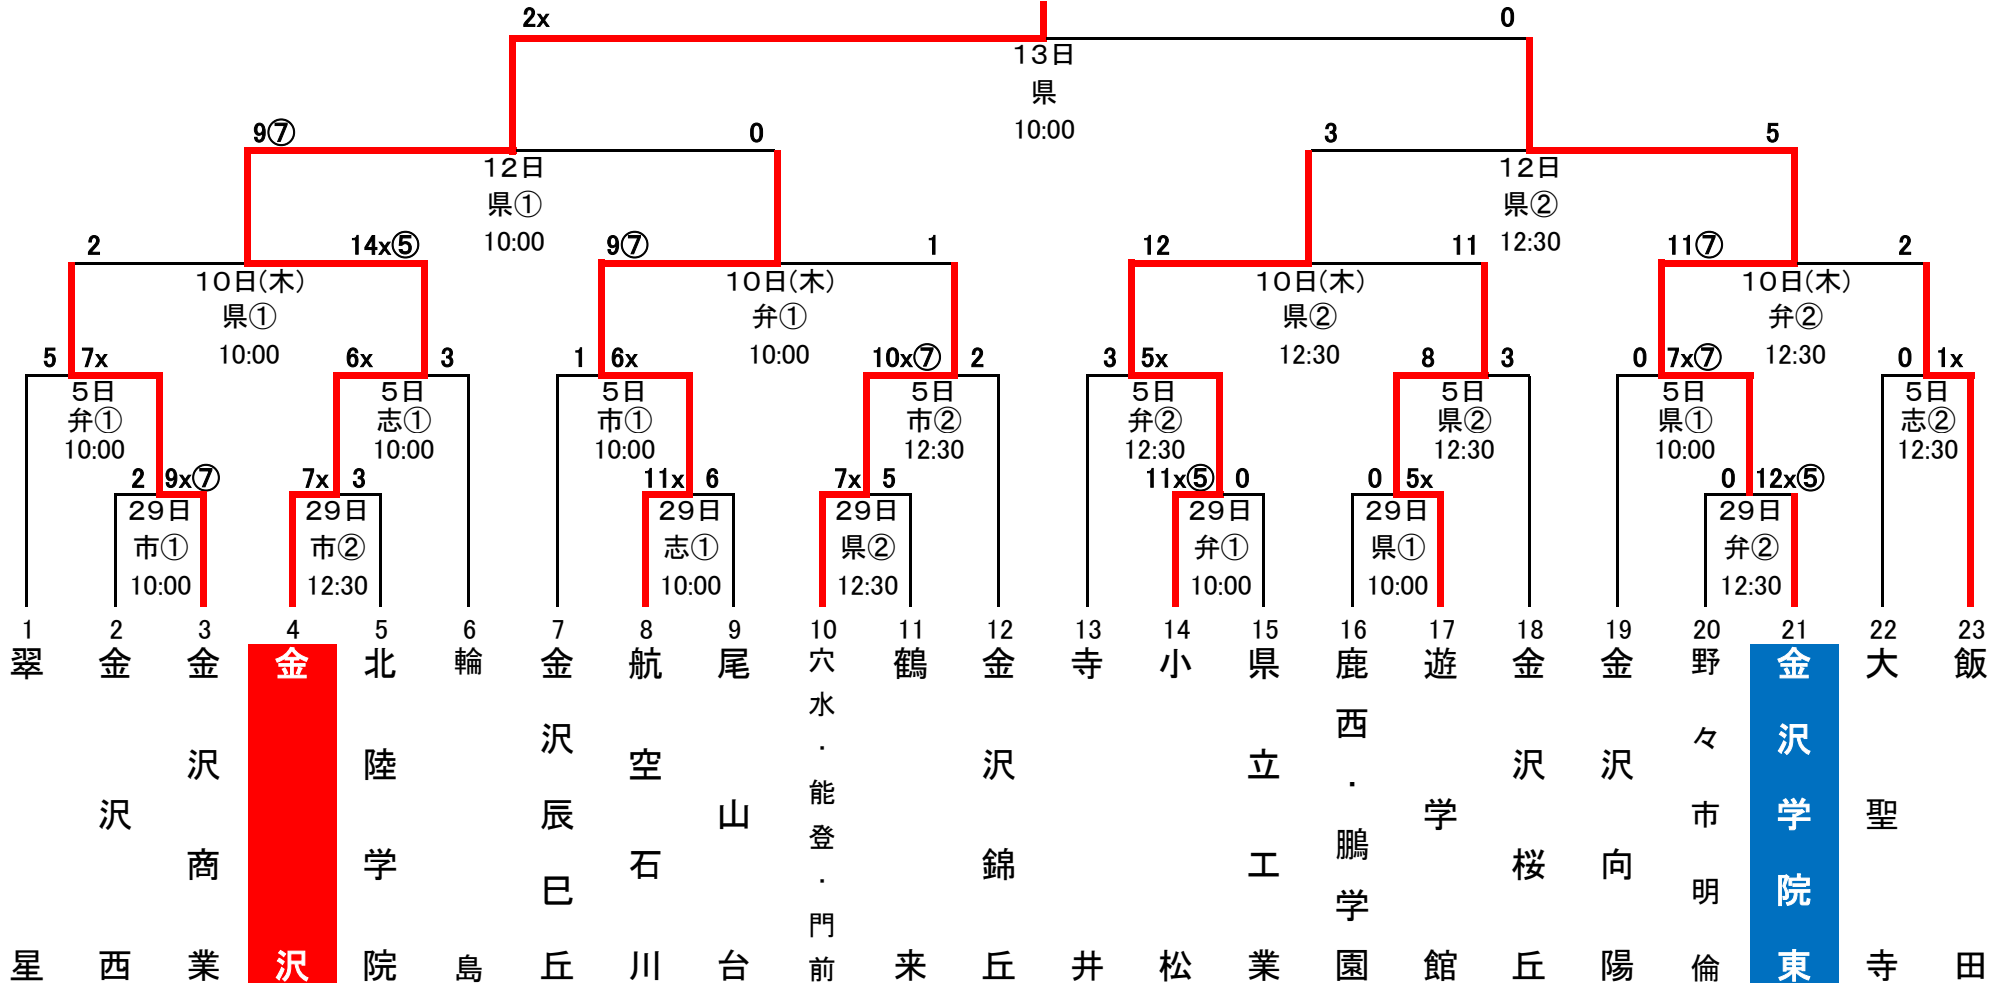 2x 0
13日
県
10:00
9⑦ 0 3 5
12日 12日
県① 県②
10:00 12:30
2 14x⑤ 9⑦ 1 12 11 11⑦ 2
10日(木) 10日(木) 10日(木) 10日(木)
県① 弁① 県② 弁②
10:00 10:00 12:30 12:30
5 7x 6x 3 1 6x 10x⑦ 2 3 5x 8 3 0 7x⑦ 0 1x
5日 5日 5日 5日 5日 5日 5日 5日
弁① 志① 市① 市② 弁② 県② 県① 志②
10:00 10:00 10:00 12:30 12:30 12:30 10:00 12:30
2 9x⑦ 7x 3 11x 6 7x 5 11x⑤ 0 0 5x 0 12x⑤
29日 29日 29日 29日 29日 29日 29日
市① 市② 志① 県② 弁① 県① 弁②
10:00 12:30 10:00 12:30 10:00 10:00 12:30
1 2 3 4 5 6 7 8 9 10 11 12 13 14 15 16 17 18 19 20 21 22 23
翠星
金沢西
金沢商業
金沢
北陸学院
輪島
金沢辰巳丘
航空石川
尾山台
穴水・能登・門前
鶴来
金沢錦丘
寺井
小松
県立工業
鹿西・鵬学園
遊学館
金沢桜丘
金沢向陽
野々市明倫
金沢学院東
大聖寺
飯田